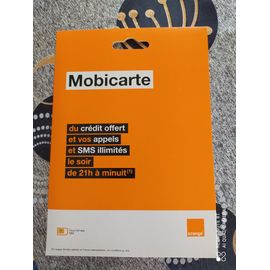 Mobicarte
du crédit offert
et vos appels
et SMS illimités
le soir
de 21h à minuit(1)
orange